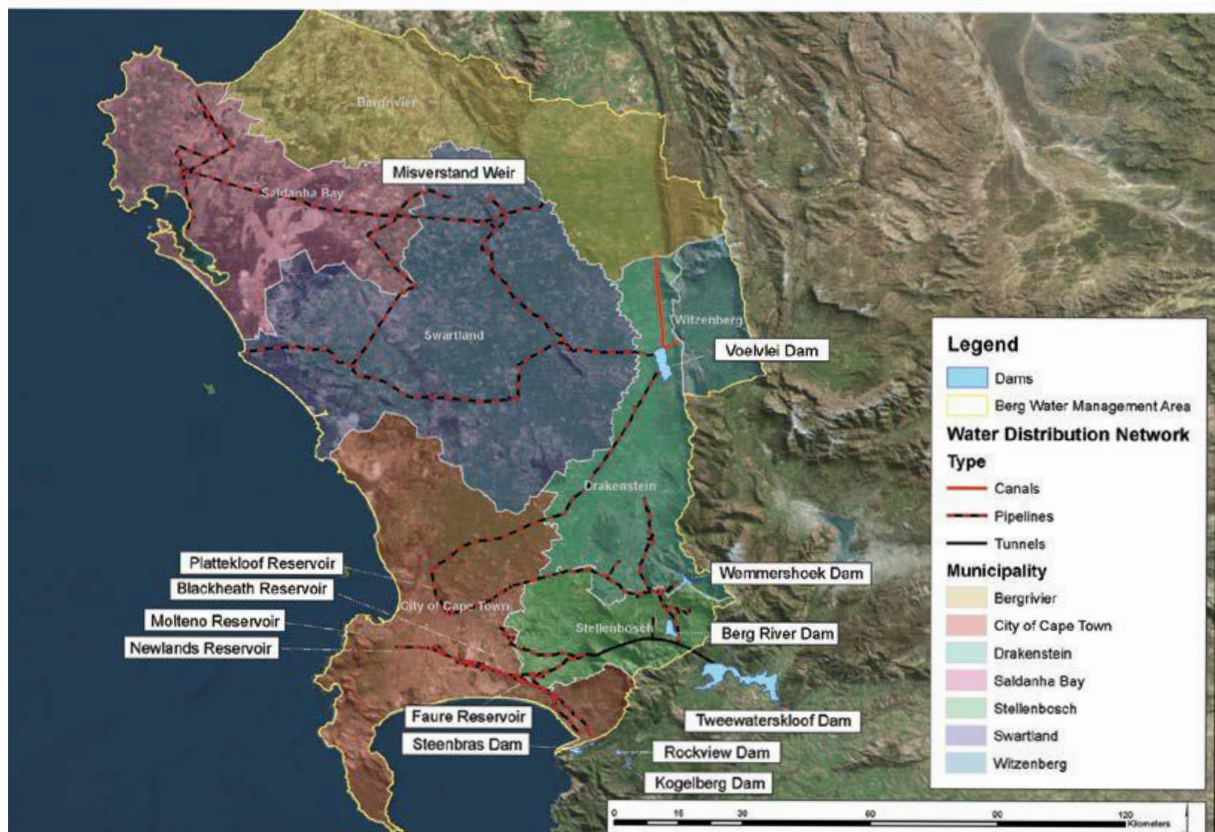 Bergrivier
Misverstand Weir
Saldanha Bay
Witzenberg
Swartland
Voelvlei Dam
Drakenstein
Plattekloof Reservoir
Wemmershoek Dam
Blackheath Reservoir
City of Cape Town
Molteno Reservoir
Stellenbosch
Berg River Dam
Newlands Reservoir
Faure Reservoir
Tweewaterskloof Dam
Steenbras Dam
Rockview Dam
Kogelberg Dam
Legend
Dams
Berg Water Management Area
Water Distribution Network
Type
Canals
Pipelines
Tunnels
Municipality
Bergrivier
City of Cape Town
Drakenstein
Saldanha Bay
Stellenbosch
Swartland
Witzenberg
0 15 30 60 90 120
Kilometers